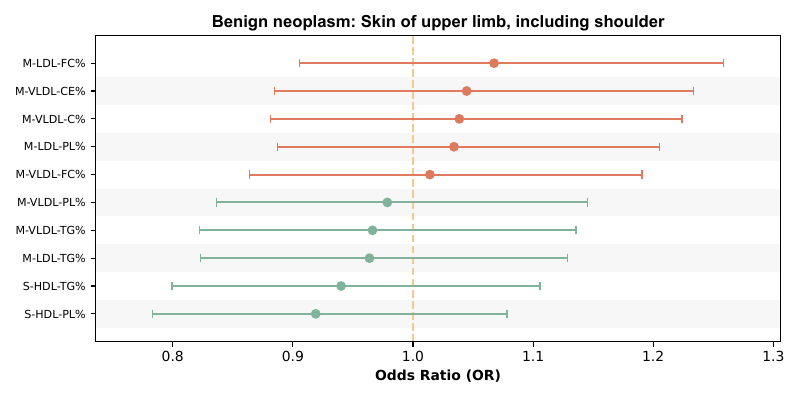 Benign neoplasm: Skin of upper limb, including shoulder
M-LDL-FC%
M-VLDL-CE%
M-VLDL-C%
M-LDL-PL%
M-VLDL-FC%
M-VLDL-PL%
M-VLDL-TG%
M-LDL-TG%
S-HDL-TG%
S-HDL-PL%
0.8 0.9 1.0 1.1 1.2 1.3
Odds Ratio (OR)